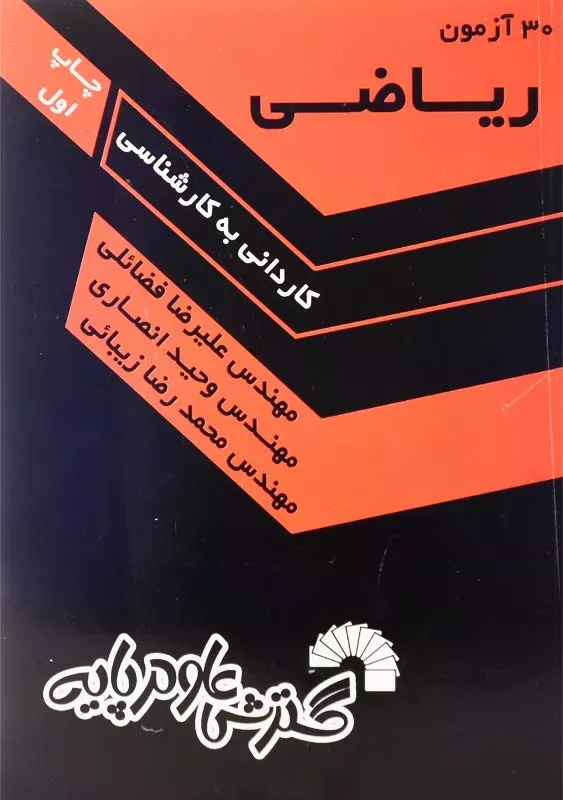 ۳۰ آزمون
ریاضی
چاپ
اول
کاردانی به کارشناسی
مهندس علیرضا فضائلی
مهندس وحید انصاری
مهندس محمد رضا زیبائی
گسترش علوم پایه